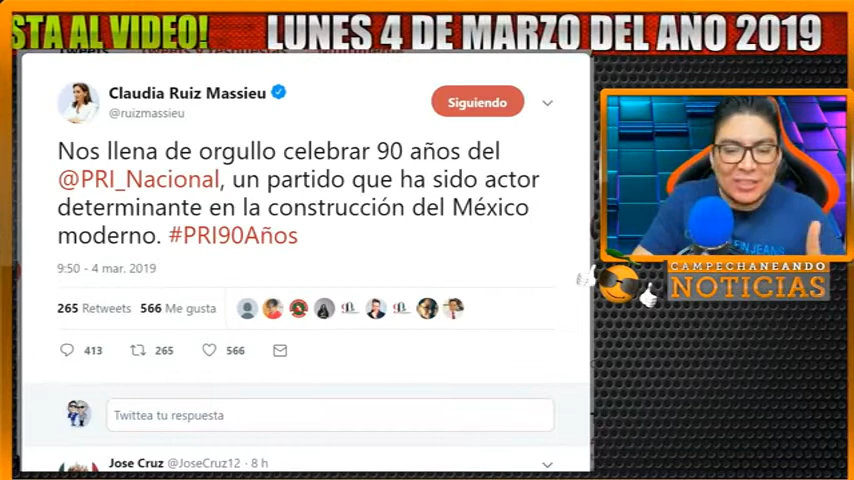 STA AL VIDEO! LUNES 4 DE MARZO DEL AÑO 2019
Claudia Ruiz Massieu
@ruizmassieu
Siguiendo
Nos llena de orgullo celebrar 90 años del
@PRI_Nacional, un partido que ha sido actor
determinante en la construcción del México
moderno. #PRI90Años
9:50 - 4 mar. 2019
265 Retweets 566 Me gusta
413 265 566
Twittea tu respuesta
Jose Cruz @JoseCruz12 · 8 h
CAMPECHANEANDO
NOTICIAS